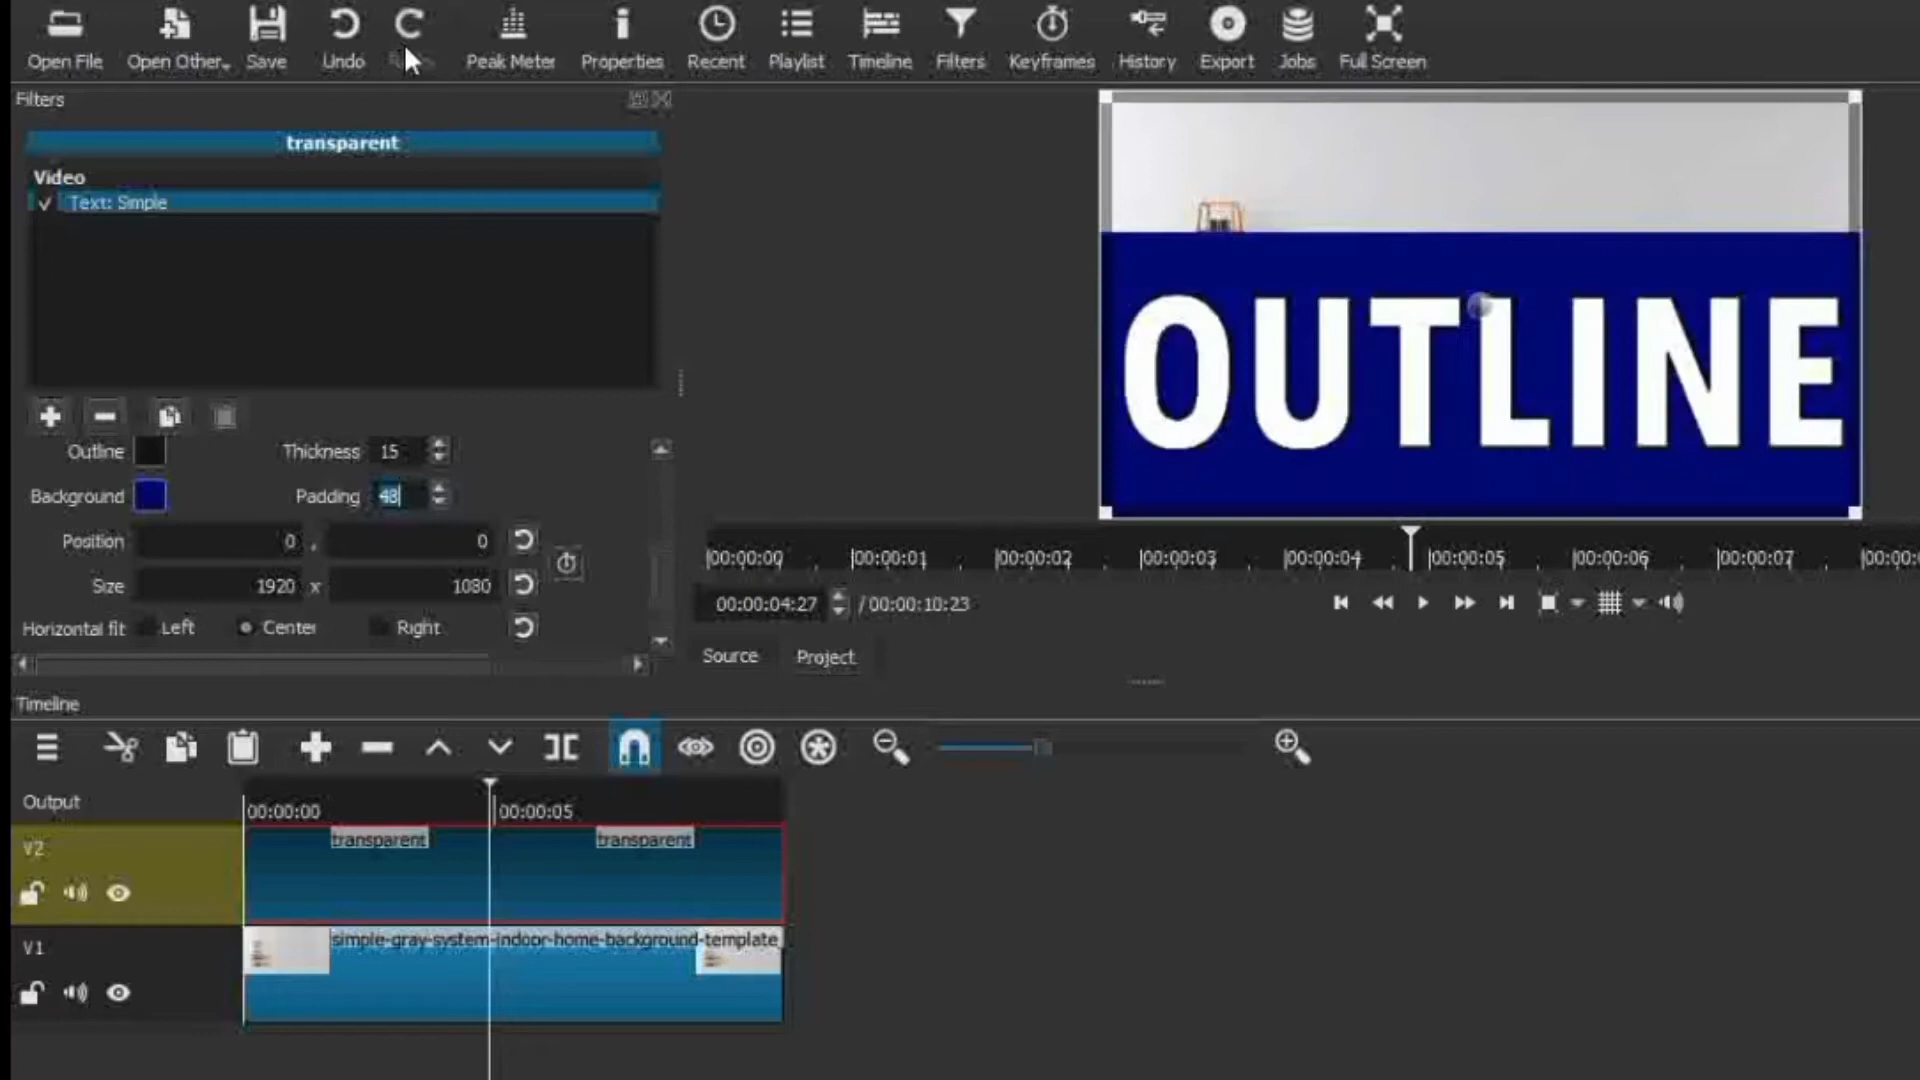 Open File Open Other Save Undo Peak Meter Properties Recent Playlist Timeline Filters Keyframes History Export Jobs Full Screen
Filters
transparent
Video
Text: Simple
OUTLINE
Outline Thickness 15
Background Padding 48
Position 0 , 0
Size 1920 x 1080
Horizontal fit Left Center Right
00:00:00 00:00:01 00:00:02 00:00:03 00:00:04 00:00:05 00:00:06 00:00:07
00:00:04:27 / 00:00:10:23
Source Project
Timeline
Output
00:00:00 00:00:05
V2
transparent transparent
V1
simple-gray-system-indoor-home-background-template